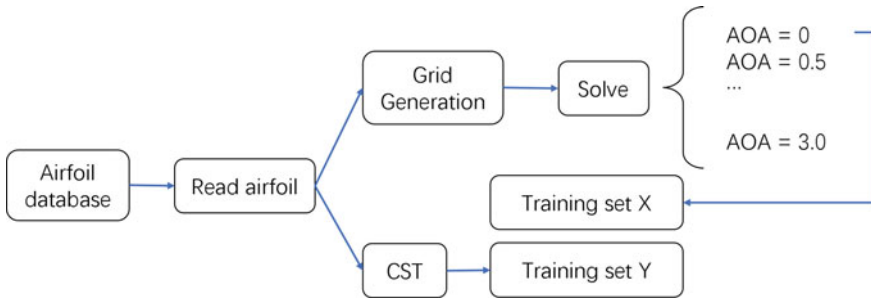 Airfoil
database
Read airfoil
Grid
Generation
Solve
AOA = 0
AOA = 0.5
...
AOA = 3.0
Training set X
CST
Training set Y